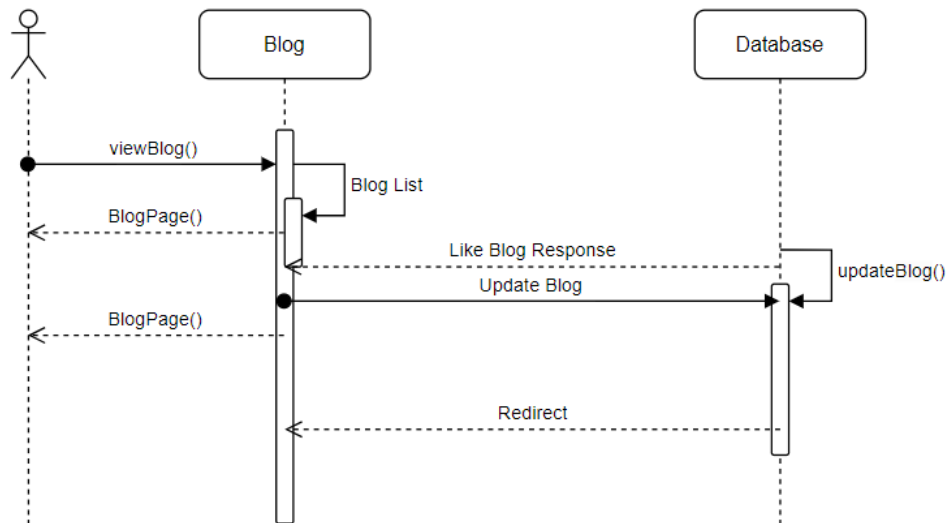 Blog
Database
viewBlog()
Blog List
BlogPage()
Like Blog Response
updateBlog()
Update Blog
BlogPage()
Redirect